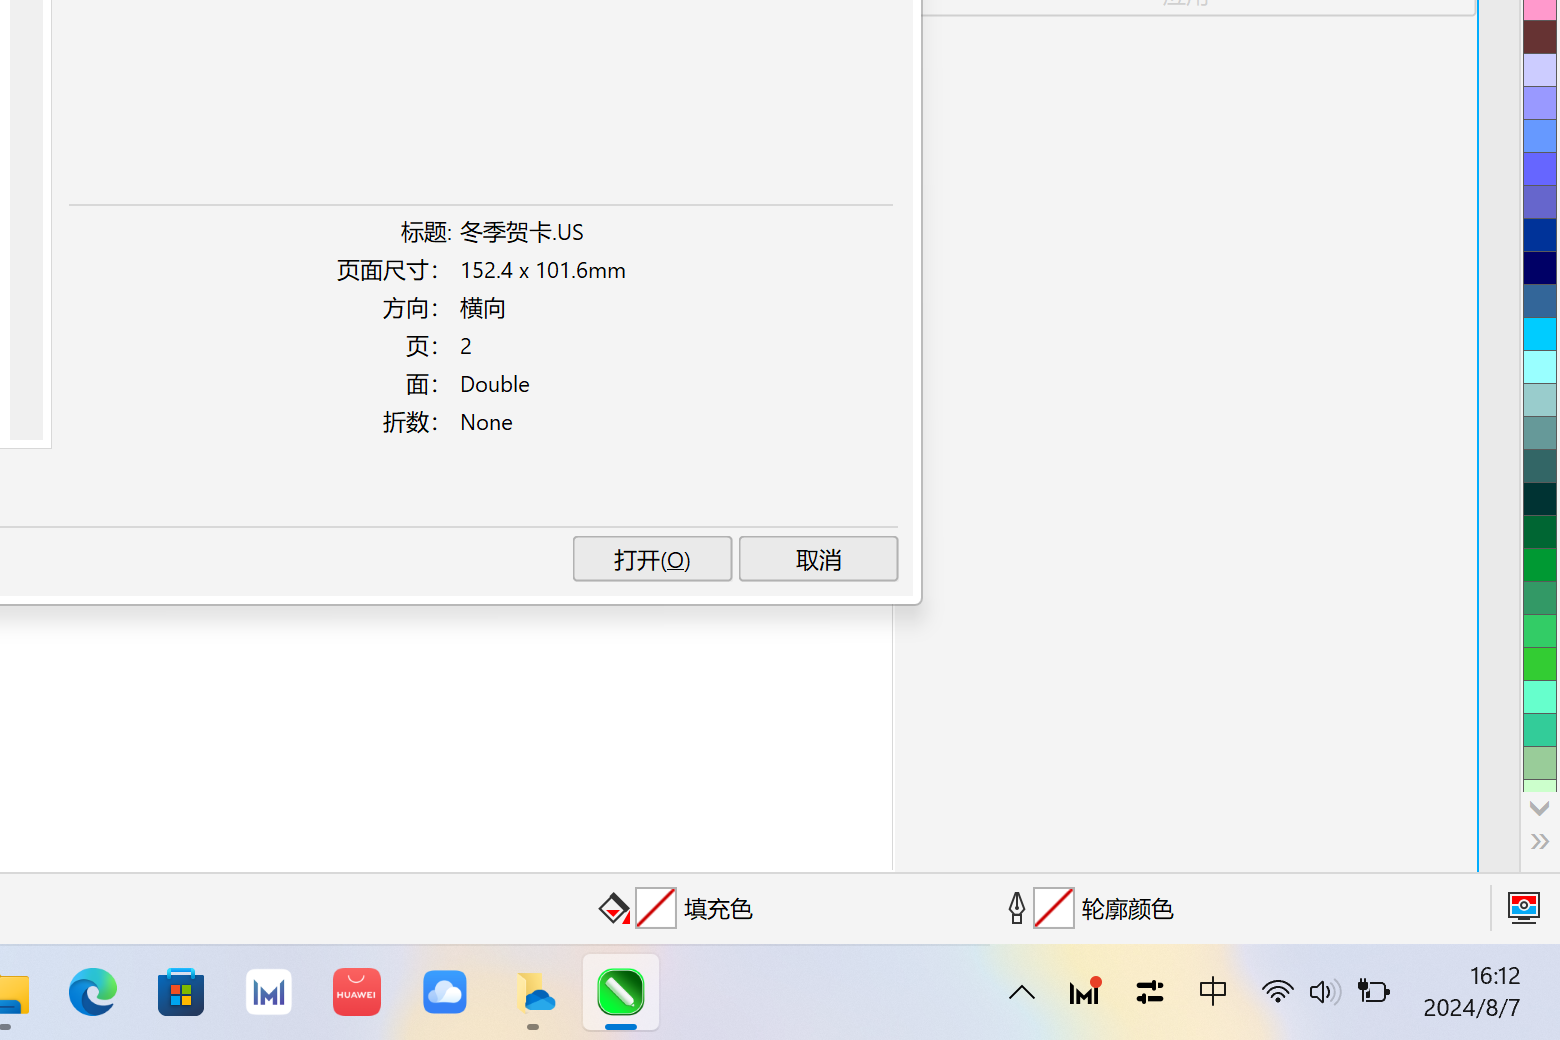 应用
标题: 冬季贺卡.US
页面尺寸: 152.4 x 101.6mm
方向: 横向
页: 2
面: Double
折数: None
打开(O)
取消
填充色
轮廓颜色
HUAWEI
中
16:12
2024/8/7